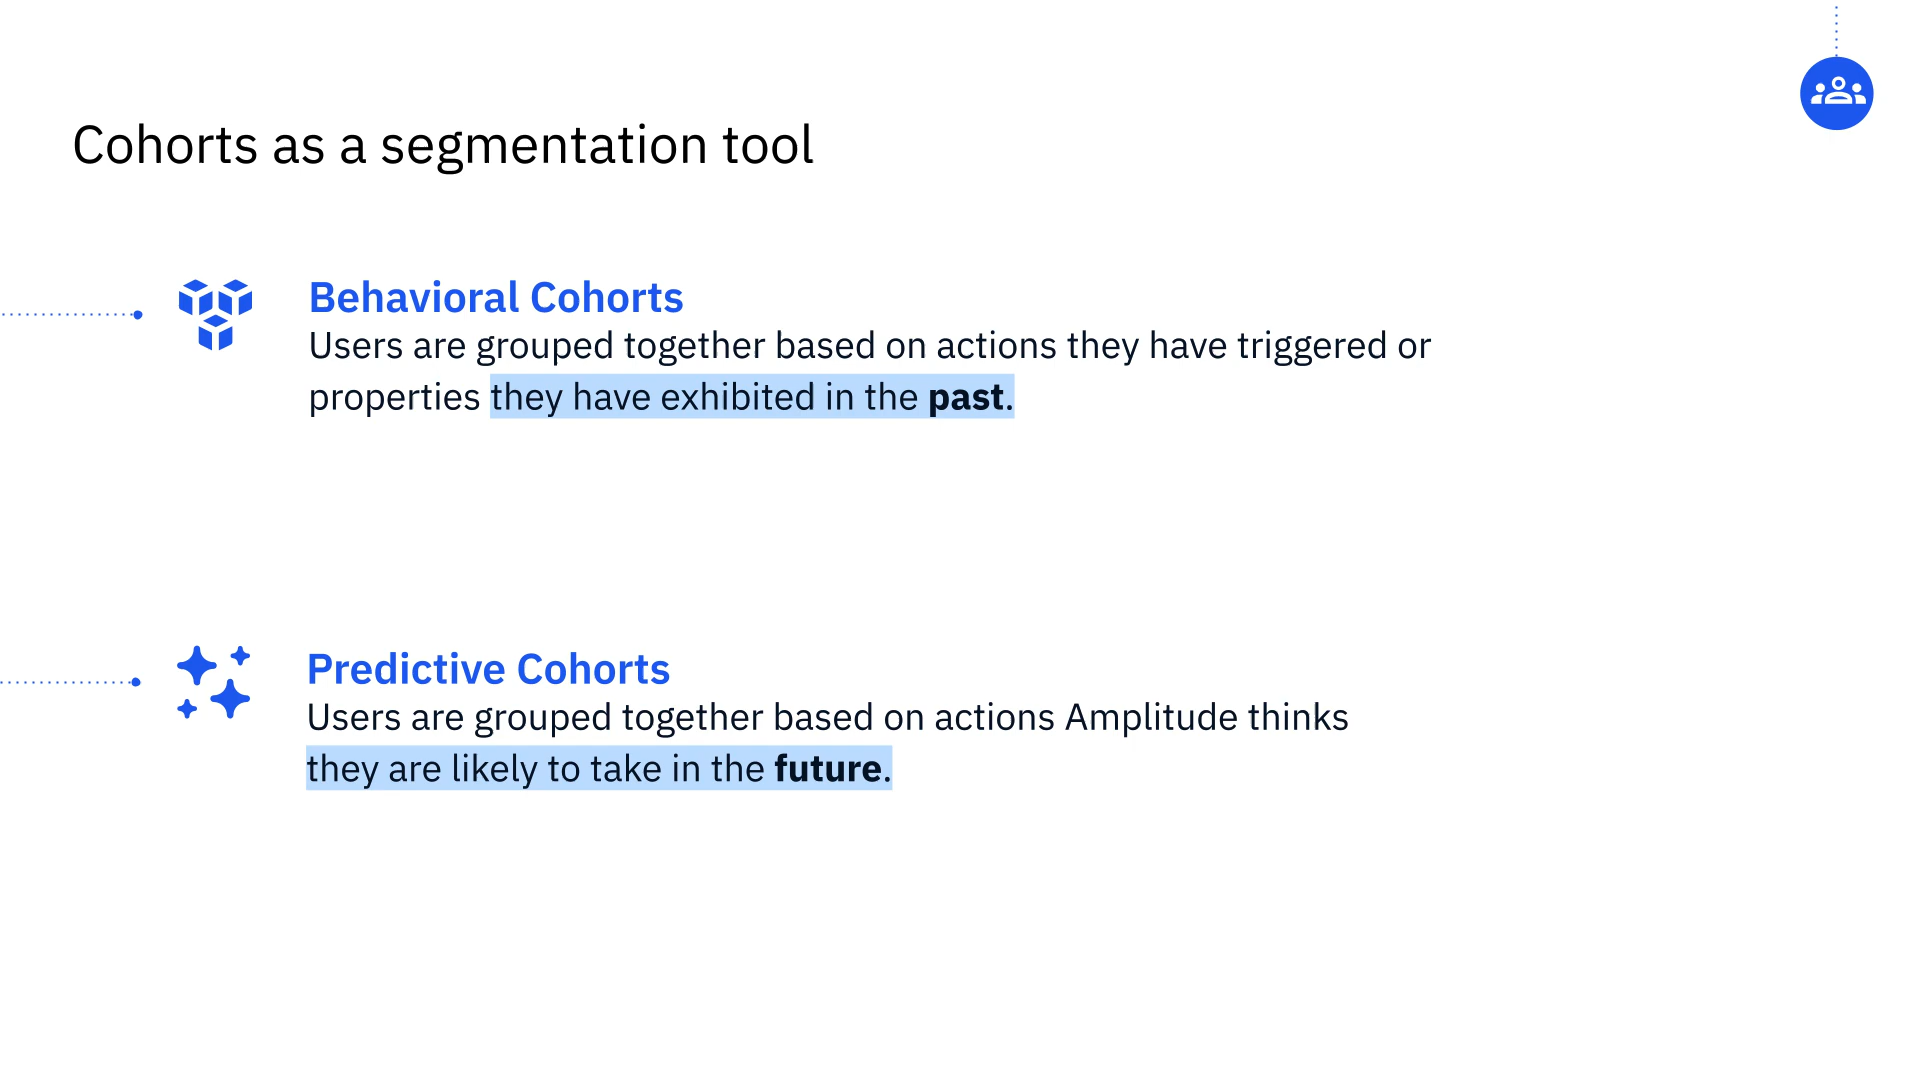 Cohorts as a segmentation tool
Behavioral Cohorts
Users are grouped together based on actions they have triggered or
properties they have exhibited in the past.
Predictive Cohorts
Users are grouped together based on actions Amplitude thinks
they are likely to take in the future.